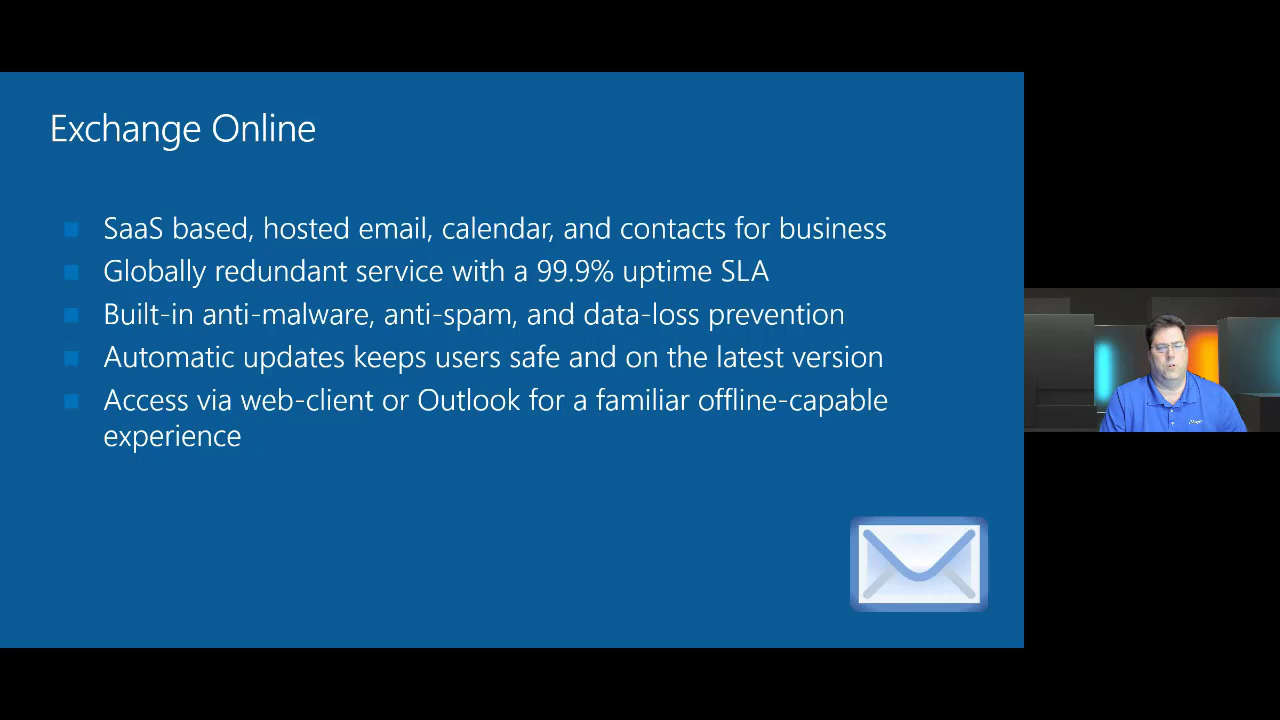 Exchange Online
SaaS based, hosted email, calendar, and contacts for business
Globally redundant service with a 99.9% uptime SLA
Built-in anti-malware, anti-spam, and data-loss prevention
Automatic updates keeps users safe and on the latest version
Access via web-client or Outlook for a familiar offline-capable
experience